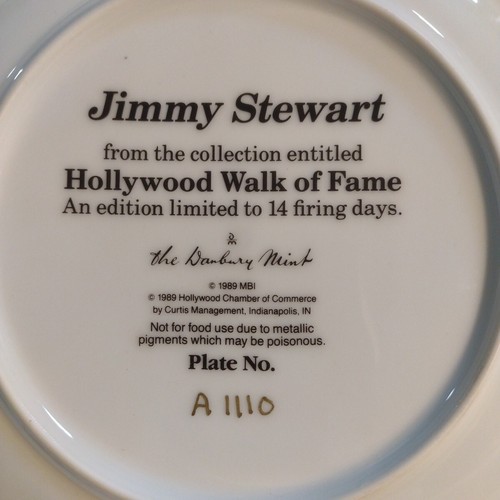 Jimmy Stewart
from the collection entitled
Hollywood Walk of Fame
An edition limited to 14 firing days.
DM
the Danbury Mint
© 1989 MBI
© 1989 Hollywood Chamber of Commerce
by Curtis Management, Indianapolis, IN
Not for food use due to metallic
pigments which may be poisonous.
Plate No.
A 1110